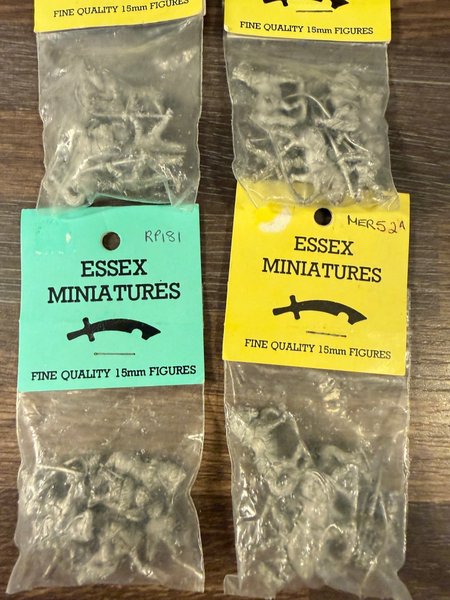 FINE QUALITY 15mm FIGURES
FINE QUALITY 15mm FIGURES
RP181
ESSEX
MINIATURES
FINE QUALITY 15mm FIGURES
MER52A
ESSEX
MINIATURES
FINE QUALITY 15mm FIGURES